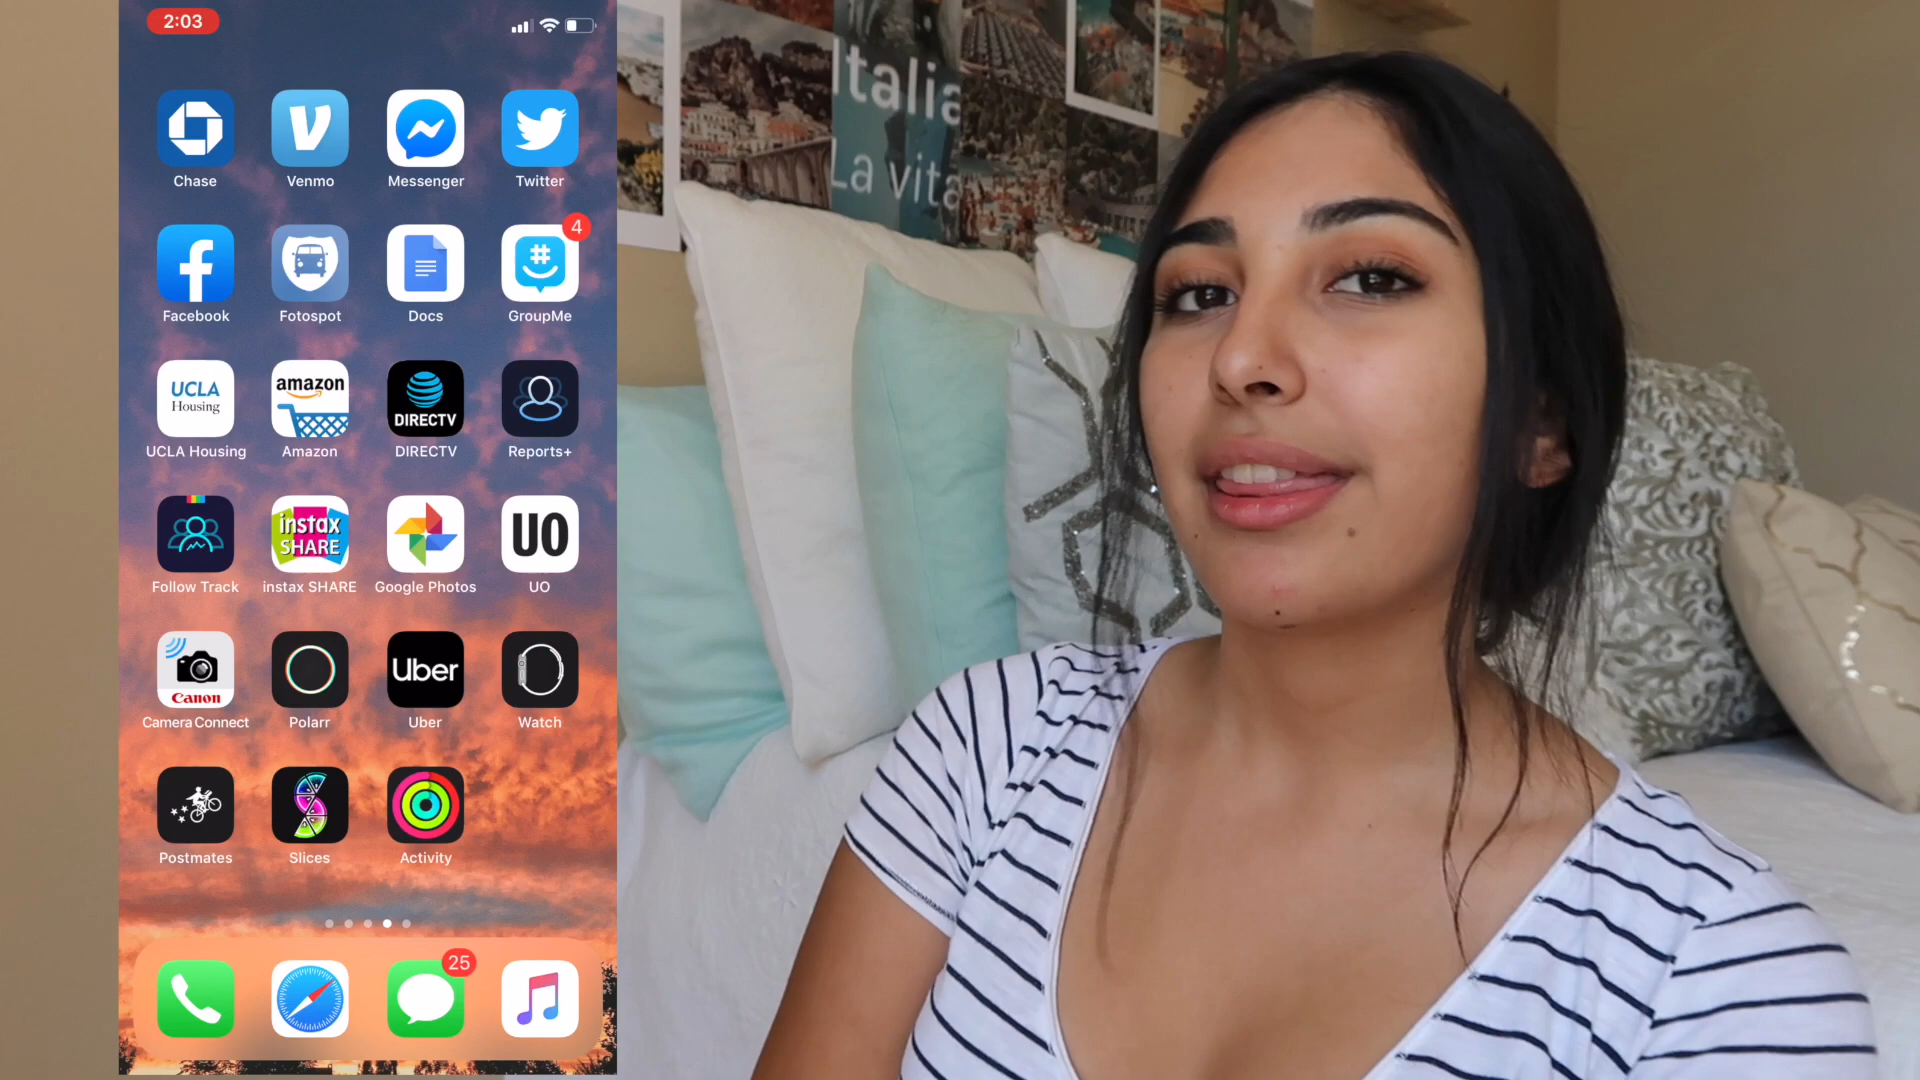 2:03
Chase Venmo Messenger Twitter
4
Facebook Fotospot Docs GroupMe
UCLA
Housing
amazon
DIRECTV
UCLA Housing Amazon DIRECTV Reports+
instax
SHARE
UO
Follow Track instax SHARE Google Photos UO
Canon
Uber
Camera Connect Polarr Uber Watch
Postmates Slices Activity
25
Italia
La vita